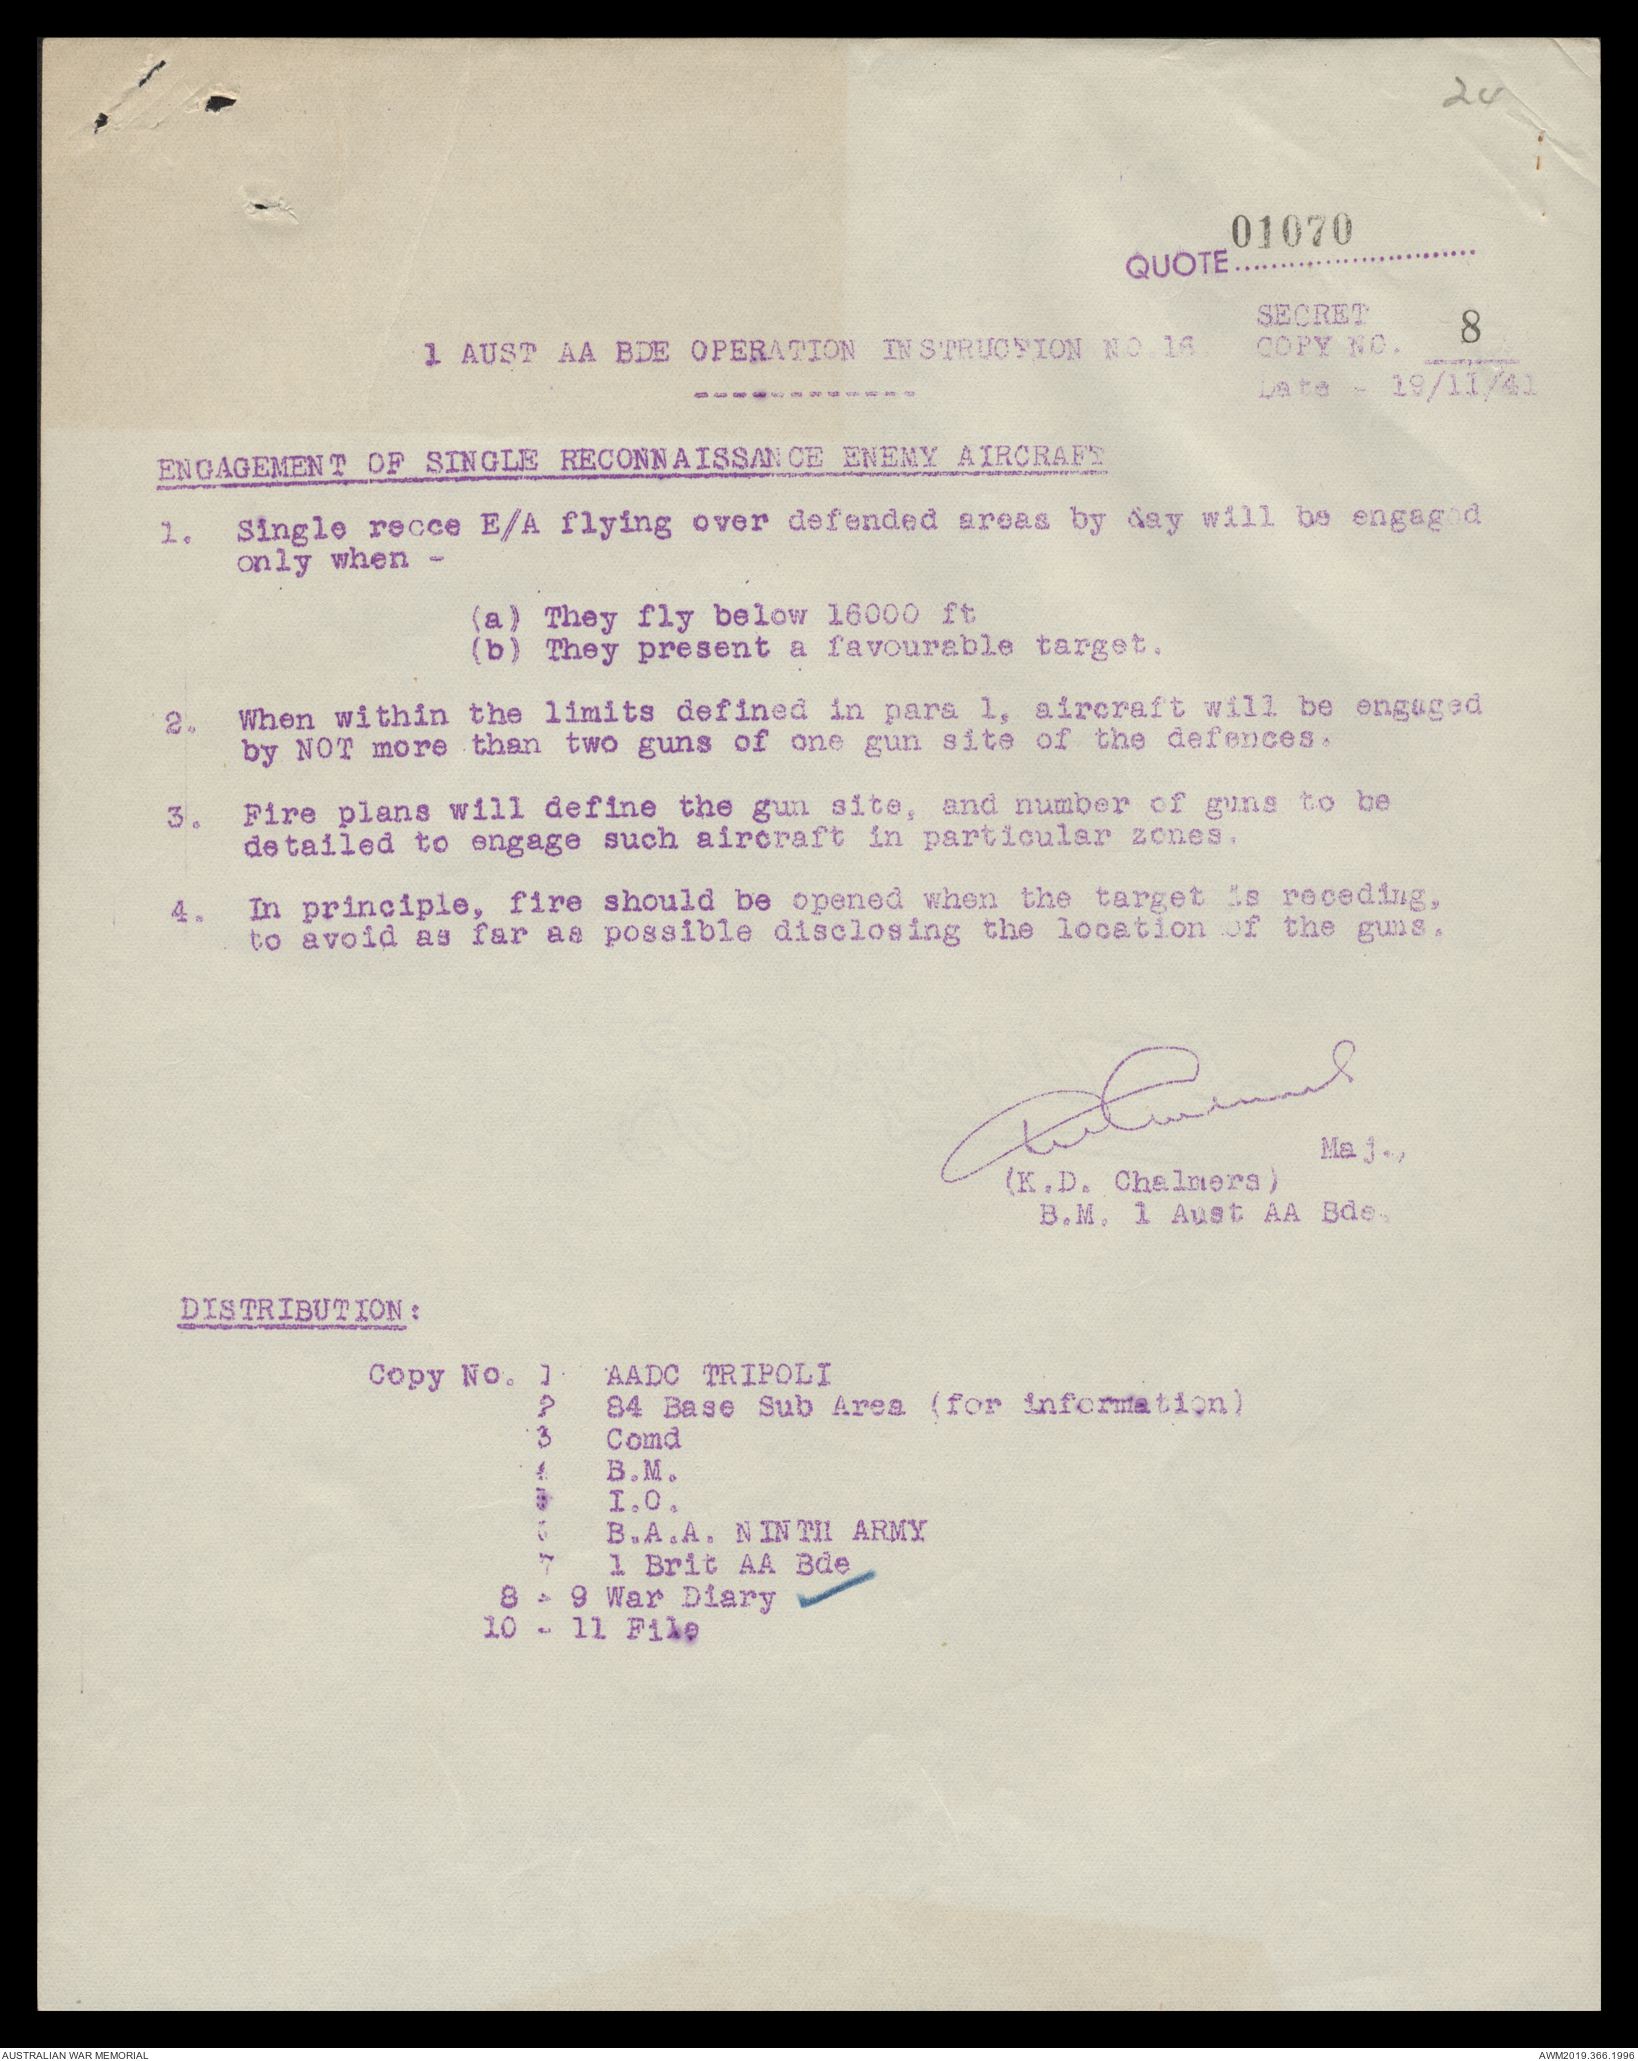 24
01070
QUOTE..............................
SECRET
1 AUST AA BDE OPERATION INSTRUCTION NO.16 COPY NO. 8
Date - 19/11/41
------------
ENGAGEMENT OF SINGLE RECONNAISSANCE ENEMY AIRCRAFT
1. Single recce E/A flying over defended areas by day will be engaged
only when -
(a) They fly below 16000 ft
(b) They present a favourable target.
2. When within the limits defined in para 1, aircraft will be engaged
by NOT more than two guns of one gun site of the defences.
3. Fire plans will define the gun site, and number of guns to be
detailed to engage such aircraft in particular zones.
4. In principle, fire should be opened when the target is receding,
to avoid as far as possible disclosing the location of the guns.
Maj.,
(K.D. Chalmers)
B.M. 1 Aust AA Bde.
DISTRIBUTION:
Copy No. 1 AADC TRIPOLI
2 84 Base Sub Area (for information)
3 Comd
4 B.M.
5 I.O.
6 B.A.A. NINTH ARMY
7 1 Brit AA Bde
8 - 9 War Diary
10 - 11 File
AUSTRALIAN WAR MEMORIAL
AWM2019.366.1996